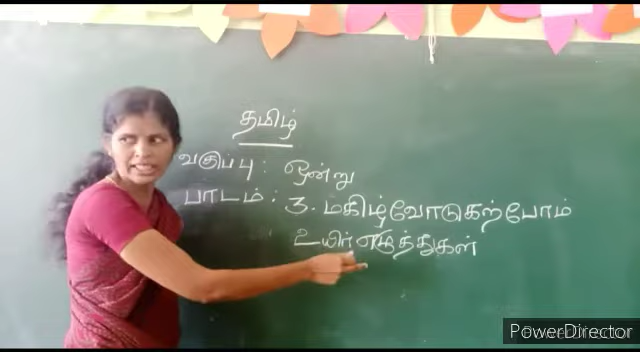 தமிழ்
வகுப்பு : ஒன்று
பாடம் : 3. மகிழ்வோடுகற்போம்
உயிர்எழுத்துகள்
PowerDirector